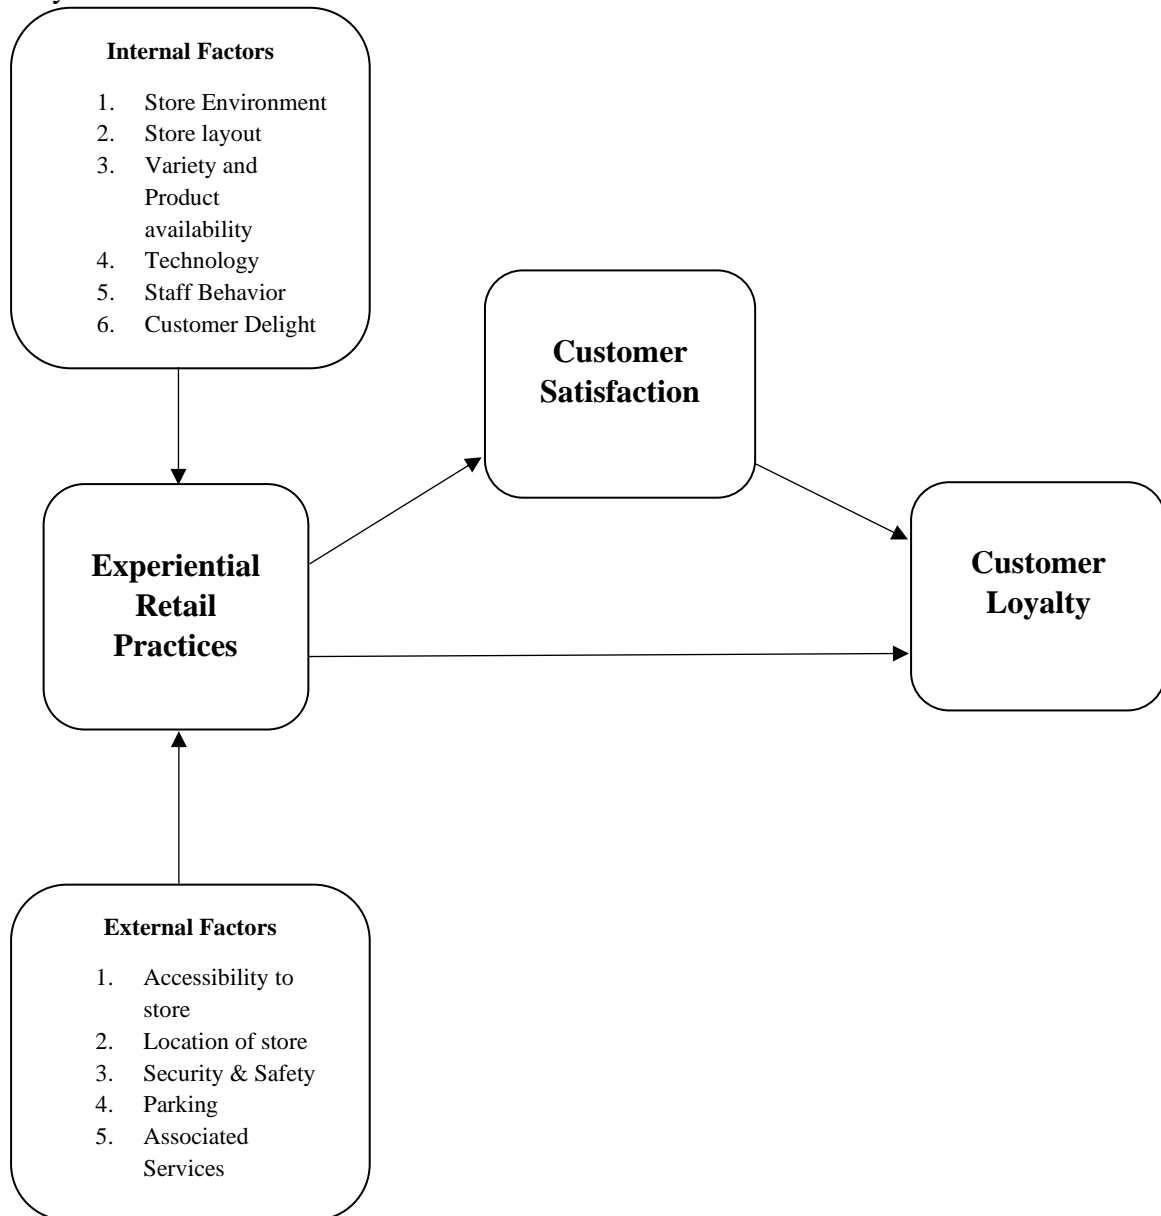 Internal Factors
1. Store Environment
2. Store layout
3. Variety and
Product
availability
4. Technology
5. Staff Behavior
6. Customer Delight
Customer
Satisfaction
Experiential
Retail
Practices
Customer
Loyalty
External Factors
1. Accessibility to
store
2. Location of store
3. Security & Safety
4. Parking
5. Associated
Services